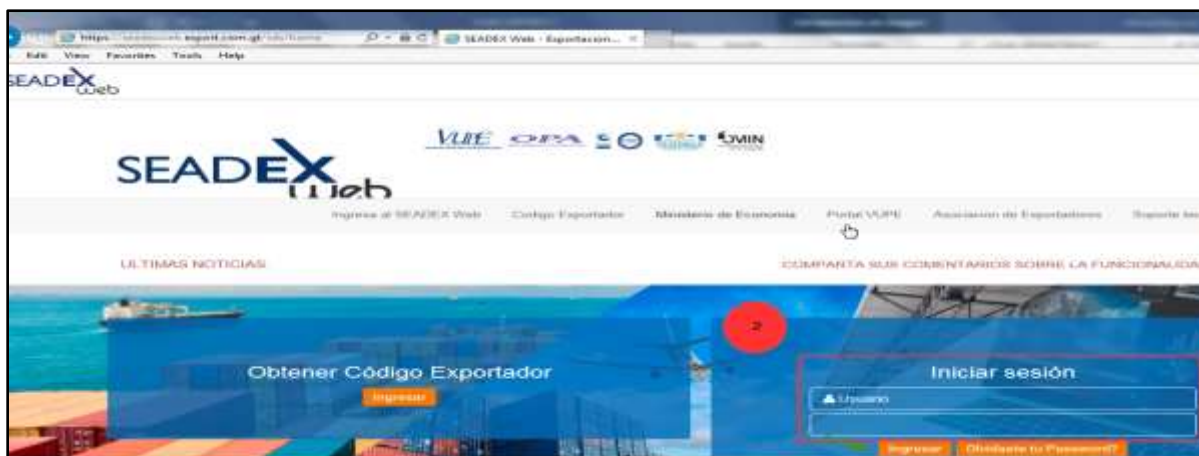 SEADEX Web - Exportacion...
Edit View Favorites Tools Help
SEADEX web
VUPE OPA
SEADEX web
Ingresa al SEADEX Web Codigo Exportador Ministerio de Economia Portal VUPE Asociacion de Exportadores Soporte
ULTIMAS NOTICIAS
COMPARTA SUS COMENTARIOS SOBRE LA FUNCIONALIDA
2
Obtener Código Exportador
Ingresar
Iniciar sesión
Usuario
Ingresar Olvidaste tu Password?